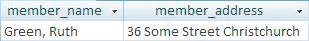 member_name member_address
Green, Ruth 36 Some Street Christchurch